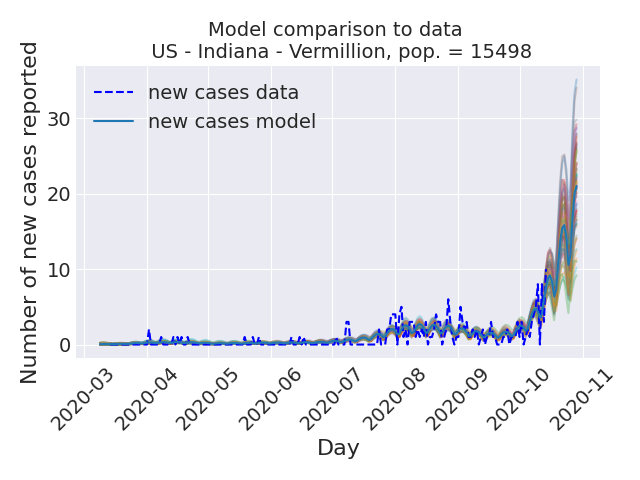 Model comparison to data
US - Indiana - Vermillion, pop. = 15498
Number of new cases reported
new cases data
new cases model
30
20
10
0
2020-03
2020-04
2020-05
2020-06
2020-07
2020-08
2020-09
2020-10
2020-11
Day